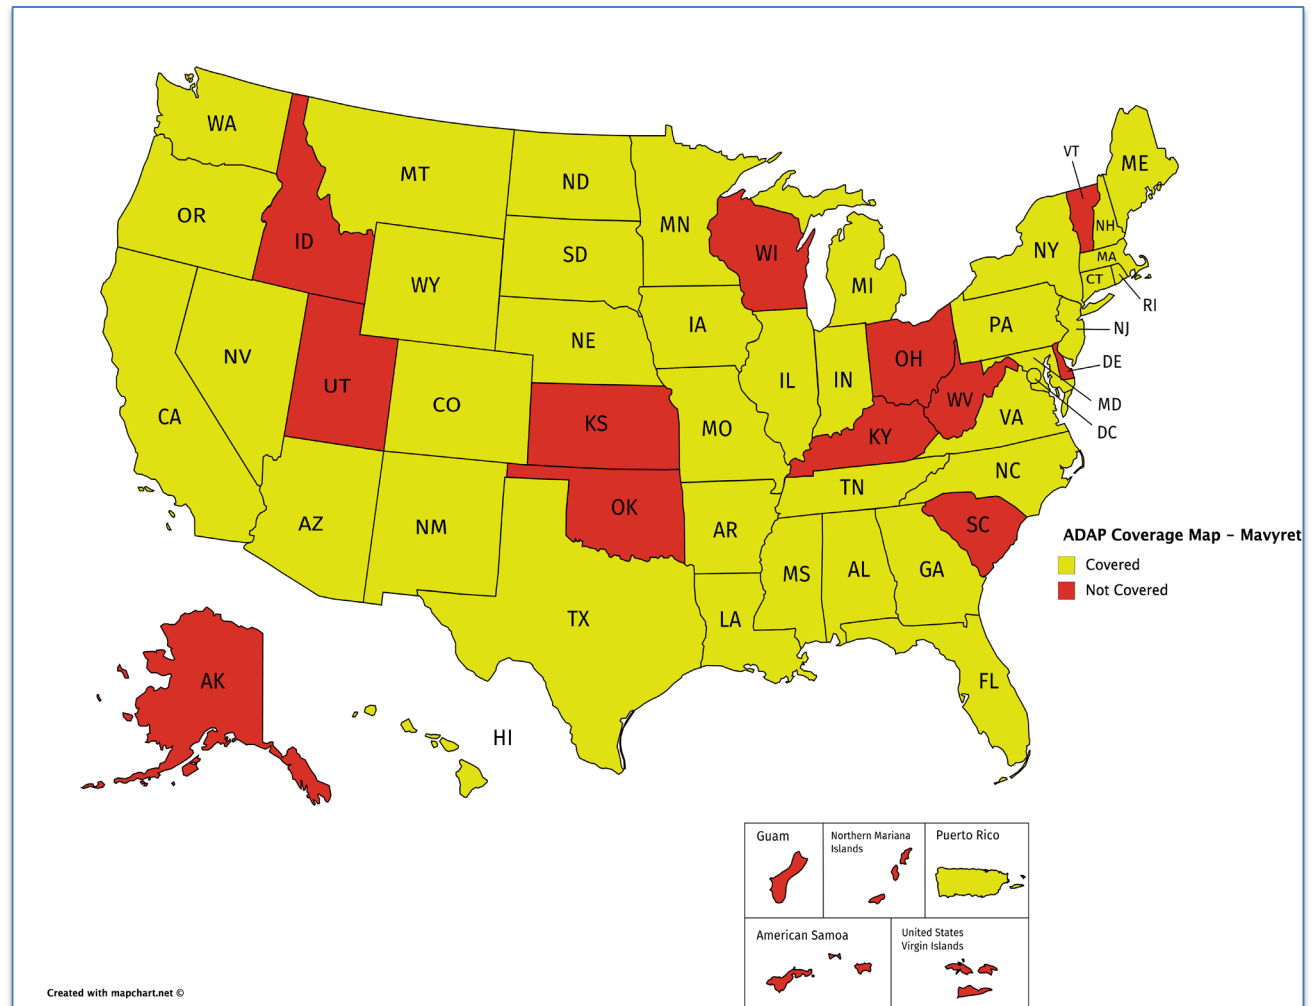 WA
MT
ND
MN
VT
ME
OR
ID
SD
WI
NY
NH
MA
CT
RI
WY
MI
IA
PA
NJ
NV
NE
OH
DE
UT
CO
IL
IN
WV
MD
CA
KS
MO
KY
VA
DC
NC
TN
AZ
NM
OK
AR
SC
MS
AL
GA
TX
LA
FL
AK
HI
ADAP Coverage Map – Mavyret
Covered
Not Covered
Guam
Northern Mariana
Islands
Puerto Rico
American Samoa
United States
Virgin Islands
Created with mapchart.net ©